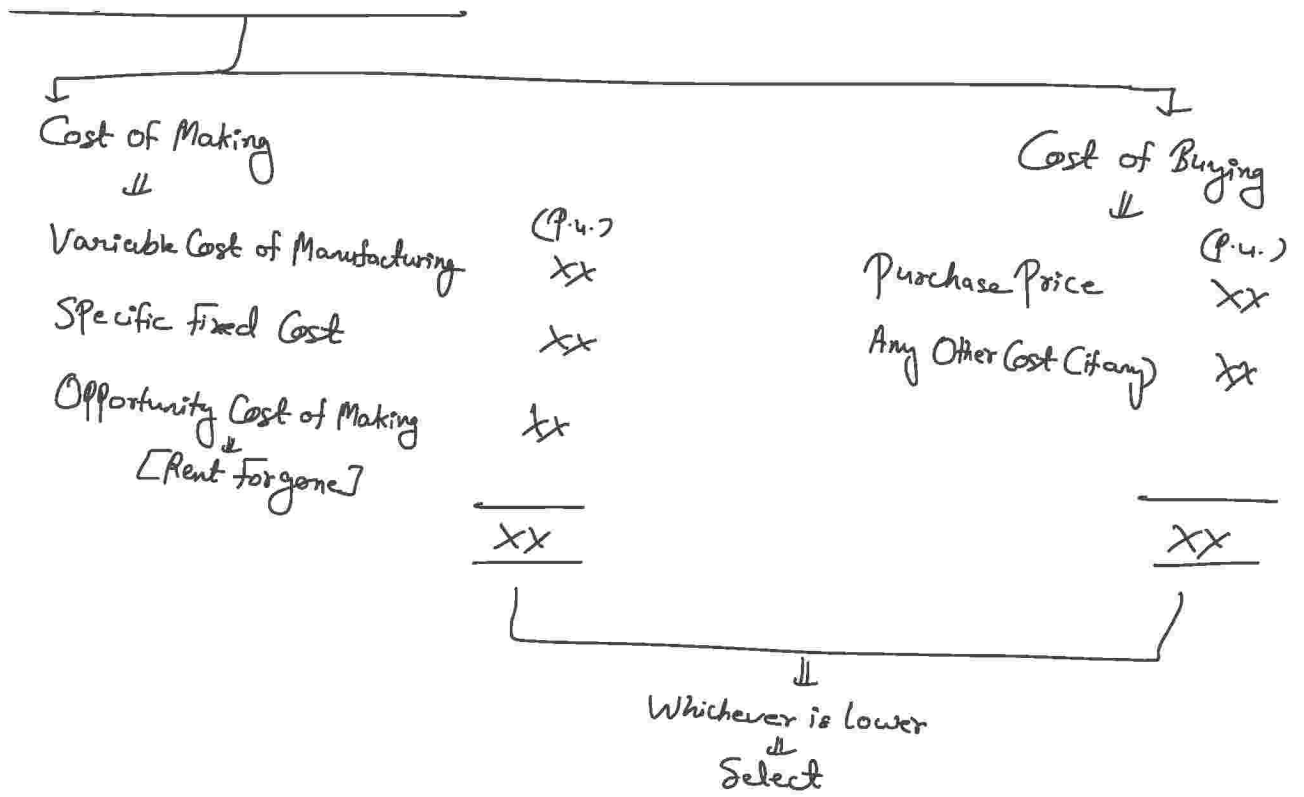 Cost of Making
(P.u.)
Variable Cost of Manufacturing XX
Specific Fixed Cost XX
Opportunity Cost of Making XX
[Rent Forgone]
XX
Cost of Buying
(P.u.)
Purchase Price XX
Any Other Cost (if any) XX
XX
Whichever is lower
Select